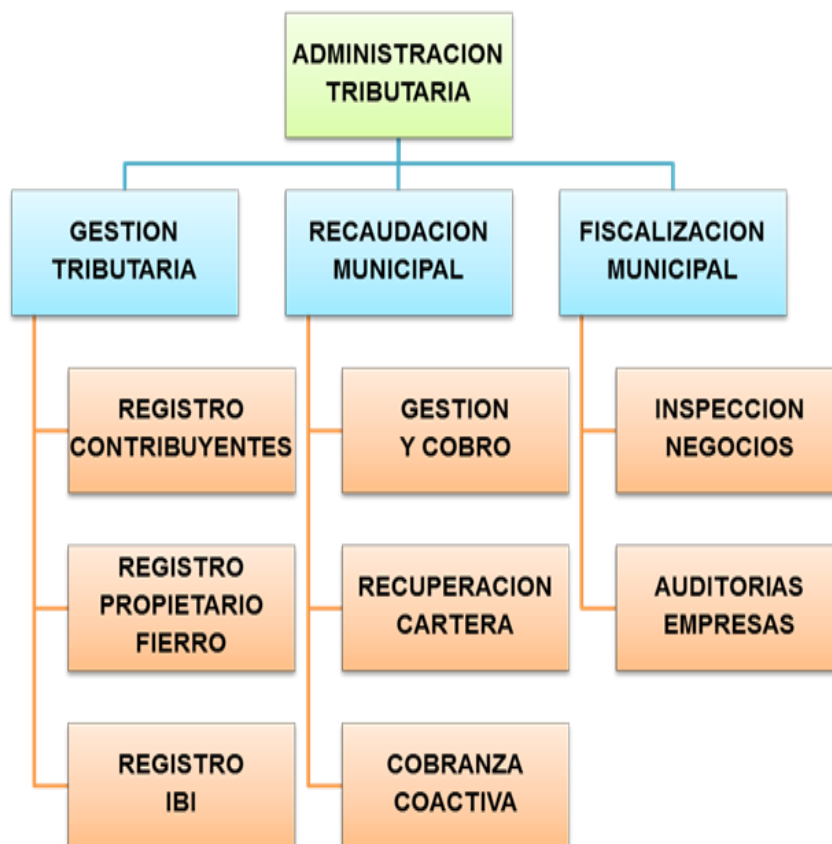 ADMINISTRACION
TRIBUTARIA
GESTION
TRIBUTARIA
RECAUDACION
MUNICIPAL
FISCALIZACION
MUNICIPAL
REGISTRO
CONTRIBUYENTES
GESTION
Y COBRO
INSPECCION
NEGOCIOS
REGISTRO
PROPIETARIO
FIERRO
RECUPERACION
CARTERA
AUDITORIAS
EMPRESAS
REGISTRO
IBI
COBRANZA
COACTIVA